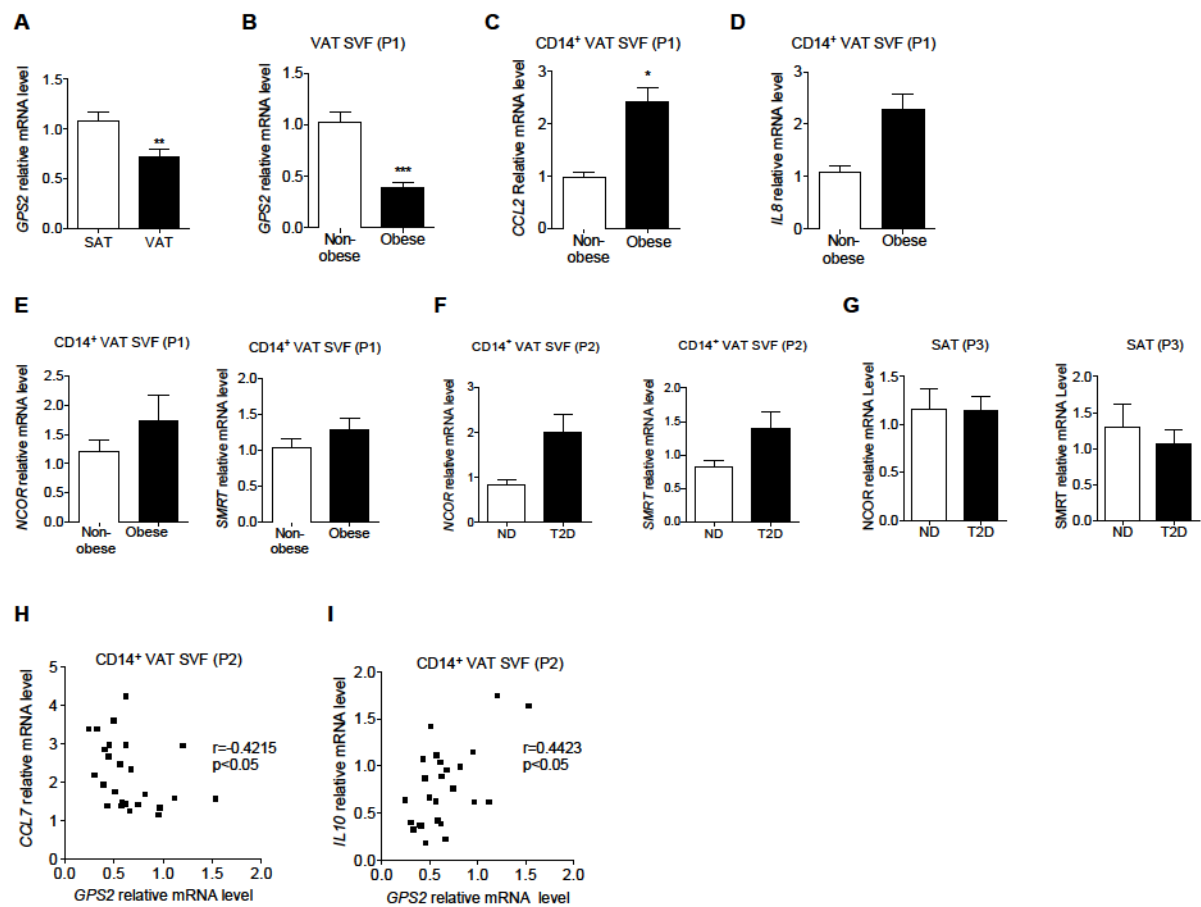 A
GPS2 relative mRNA level
1.5
1.0
0.5
0.0
**
SAT
VAT
B
VAT SVF (P1)
GPS2 relative mRNA level
1.5
1.0
0.5
0.0
***
Non-
obese
Obese
C
CD14+ VAT SVF (P1)
CCL2 Relative mRNA level
3
2
1
0
*
Non-
obese
Obese
D
CD14+ VAT SVF (P1)
IL8 relative mRNA level
3
2
1
0
Non-
obese
Obese
E
CD14+ VAT SVF (P1)
NCOR relative mRNA level
2.5
2.0
1.5
1.0
0.5
0.0
Non-
obese
Obese
CD14+ VAT SVF (P1)
SMRT relative mRNA level
2.0
1.5
1.0
0.5
0.0
Non-
obese
Obese
F
CD14+ VAT SVF (P2)
NCOR relative mRNA level
3
2
1
0
ND
T2D
CD14+ VAT SVF (P2)
SMRT relative mRNA level
2.0
1.5
1.0
0.5
0.0
ND
T2D
G
SAT (P3)
NCOR relative mRNA Level
1.5
1.0
0.5
0.0
ND
T2D
SAT (P3)
SMRT relative mRNA Level
2.0
1.5
1.0
0.5
0.0
ND
T2D
H
CD14+ VAT SVF (P2)
CCL7 relative mRNA level
5
4
3
2
1
0
r=-0.4215
p<0.05
0.0 0.5 1.0 1.5 2.0
GPS2 relative mRNA level
I
CD14+ VAT SVF (P2)
IL10 relative mRNA level
2.0
1.5
1.0
0.5
0.0
r=0.4423
p<0.05
0.0 0.5 1.0 1.5 2.0
GPS2 relative mRNA level